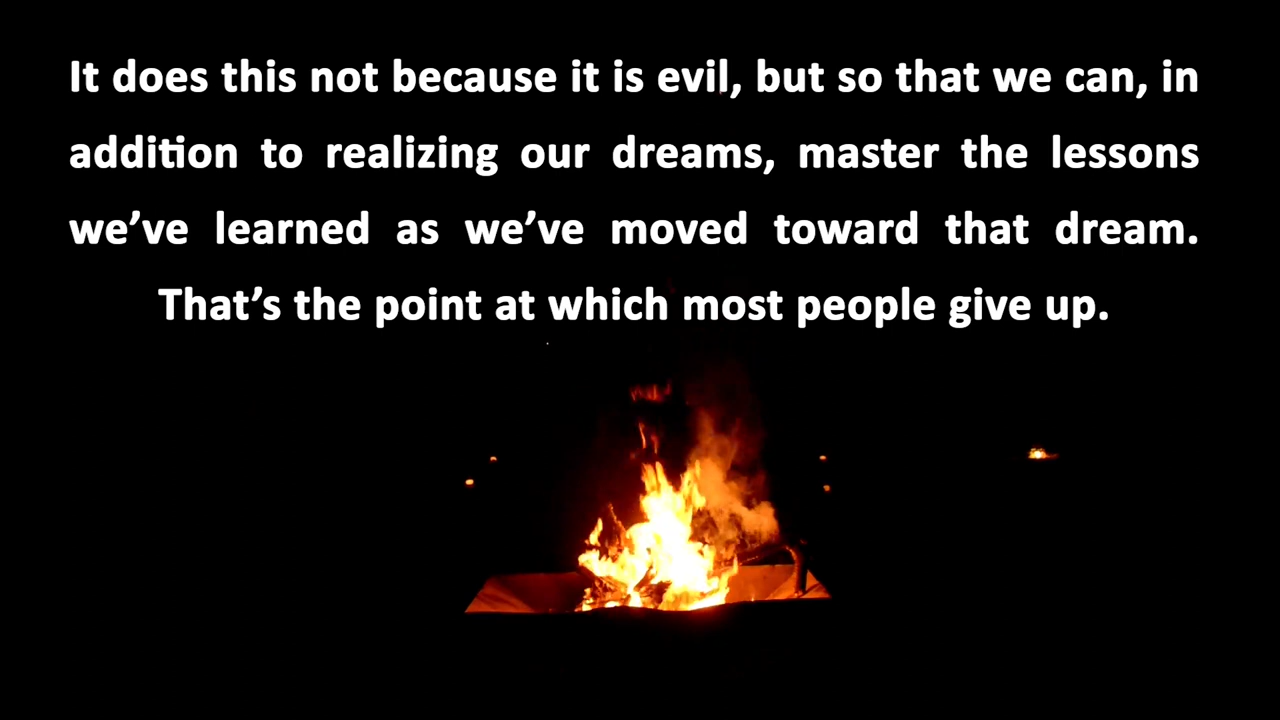 It does this not because it is evil, but so that we can, in
addition to realizing our dreams, master the lessons
we’ve learned as we’ve moved toward that dream.
That’s the point at which most people give up.